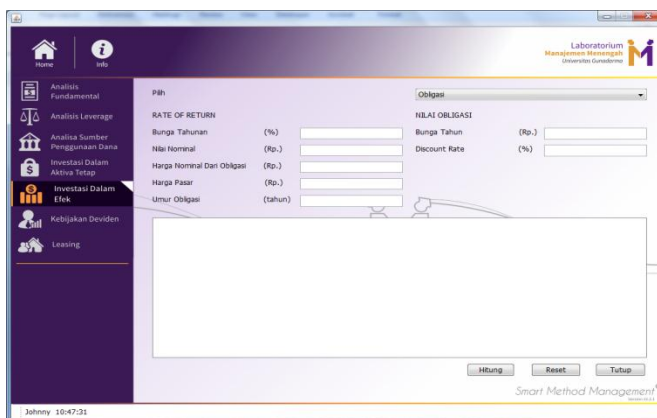 Home
Info
Laboratorium
Manajemen Menengah
Universitas Gunadarma
Analisis
Fundamental
Analisis Leverage
Analisa Sumber
Penggunaan Dana
Investasi Dalam
Aktiva Tetap
Investasi Dalam
Efek
Kebijakan Deviden
Leasing
Pilih
Obligasi
RATE OF RETURN
NILAI OBLIGASI
Bunga Tahunan (%)
Bunga Tahun (Rp.)
Nilai Nominal (Rp.)
Discount Rate (%)
Harga Nominal Dari Obligasi (Rp.)
Harga Pasar (Rp.)
Umur Obligasi (tahun)
Hitung
Reset
Tutup
Smart Method Management
Johnny 10:47:31